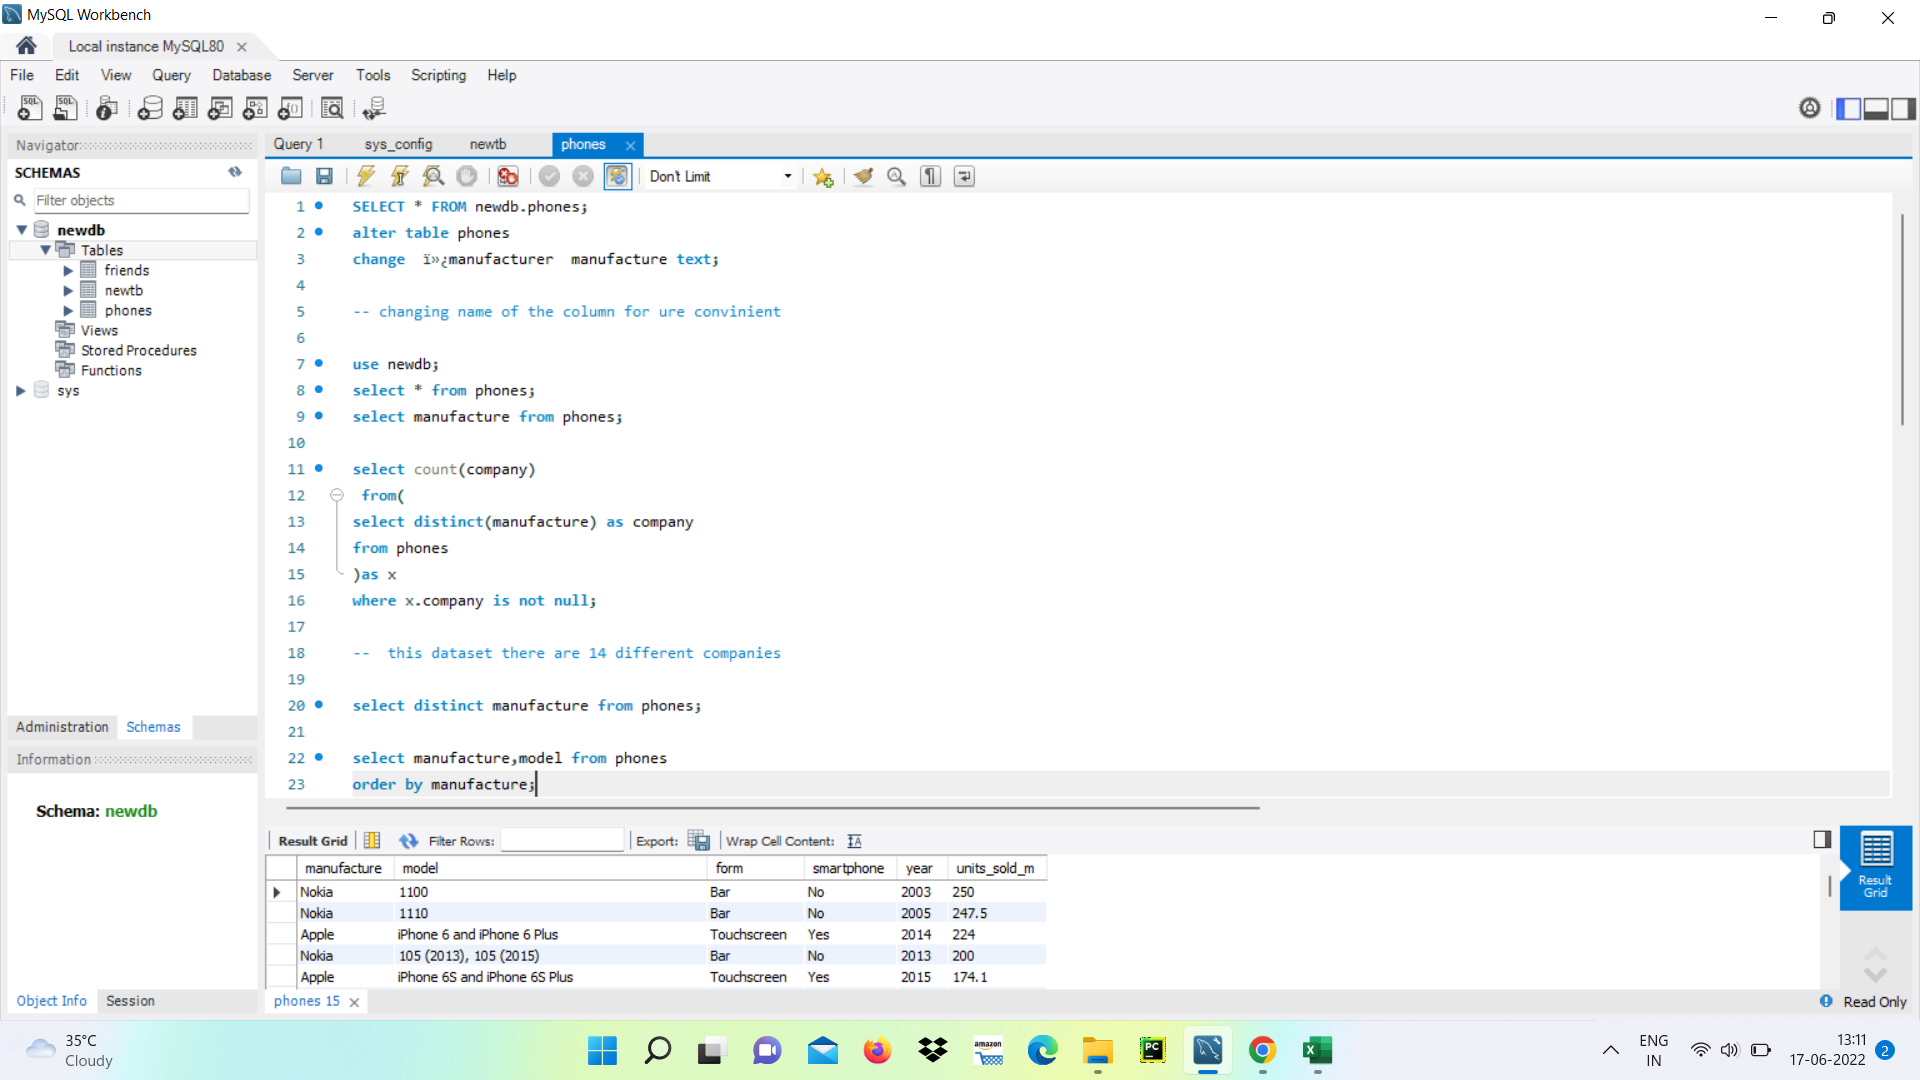 MySQL Workbench
Local instance MySQL80
File Edit View Query Database Server Tools Scripting Help
Navigator
SCHEMAS
Filter objects
newdb
Tables
friends
newtb
phones
Views
Stored Procedures
Functions
sys
Administration Schemas
Information
Schema: newdb
Object Info Session
Query 1 sys_config newtb phones
Don't Limit
1 SELECT * FROM newdb.phones;
2 alter table phones
3 change ï»¿manufacturer manufacture text;
4
5 -- changing name of the column for ure convinient
6
7 use newdb;
8 select * from phones;
9 select manufacture from phones;
10
11 select count(company)
12 from(
13 select distinct(manufacture) as company
14 from phones
15 )as x
16 where x.company is not null;
17
18 -- this dataset there are 14 different companies
19
20 select distinct manufacture from phones;
21
22 select manufacture,model from phones
23 order by manufacture;
Result Grid Filter Rows: Export: Wrap Cell Content:
manufacture model form smartphone year units_sold_m
Nokia 1100 Bar No 2003 250
Nokia 1110 Bar No 2005 247.5
Apple iPhone 6 and iPhone 6 Plus Touchscreen Yes 2014 224
Nokia 105 (2013), 105 (2015) Bar No 2013 200
Apple iPhone 6S and iPhone 6S Plus Touchscreen Yes 2015 174.1
Result
Grid
phones 15
Read Only
35°C
Cloudy
amazon
PC
ENG
IN
13:11
17-06-2022
2